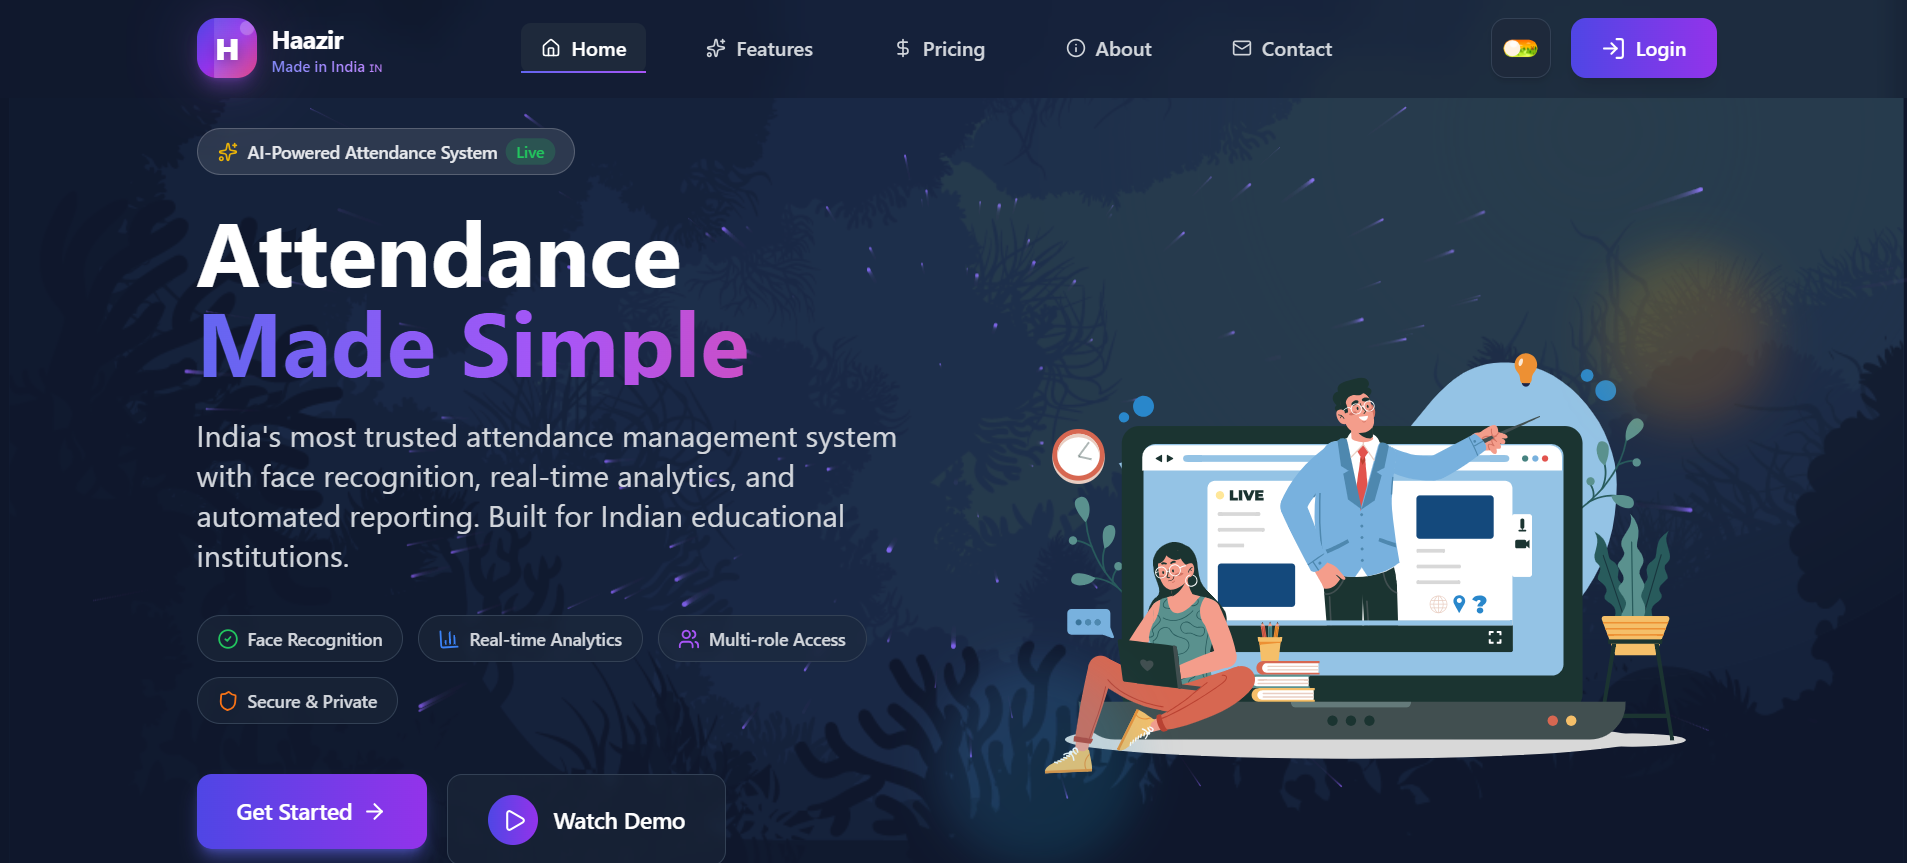 H
Haazir
Made in India IN
Home
Features
Pricing
About
Contact
Login
AI-Powered Attendance System Live
Attendance
Made Simple
India's most trusted attendance management system
with face recognition, real-time analytics, and
automated reporting. Built for Indian educational
institutions.
Face Recognition
Real-time Analytics
Multi-role Access
Secure & Private
Get Started
Watch Demo
LIVE
?